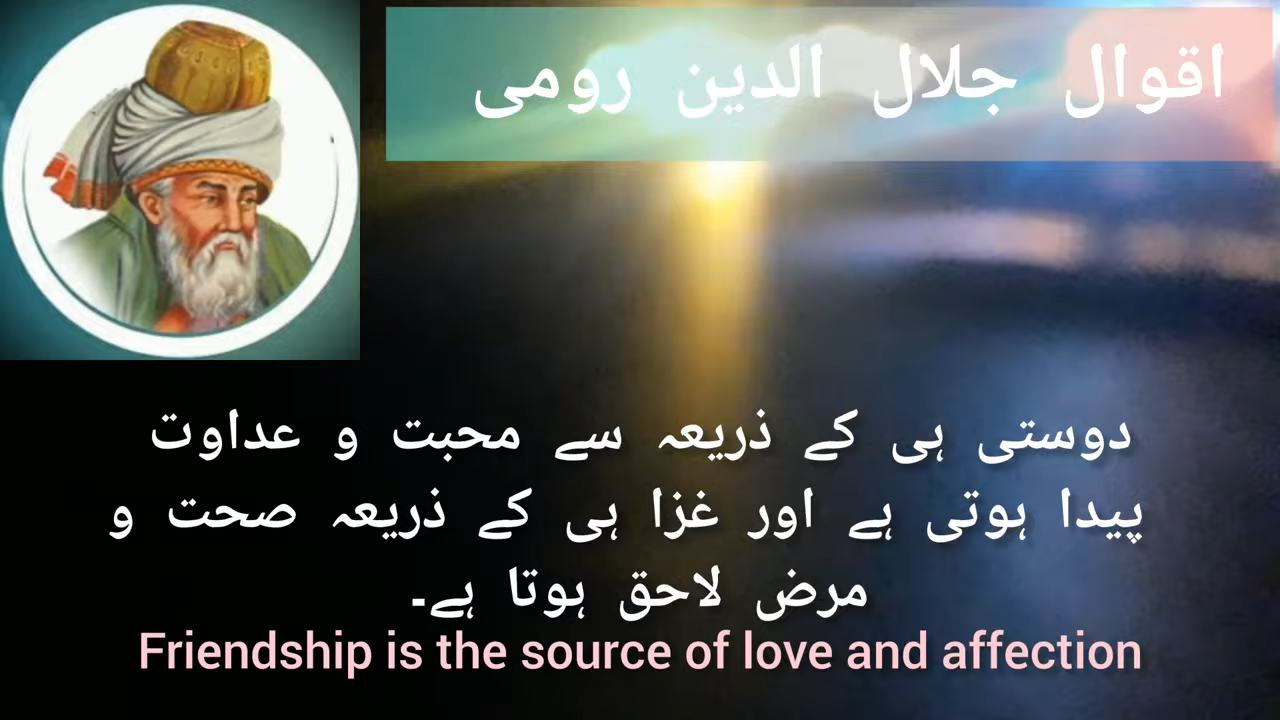 اقوال جلال الدین رومی
دوستی ہی کے ذریعہ سے محبت و عداوت
پیدا ہوتی ہے اور غزا ہی کے ذریعہ صحت و
مرض لاحق ہوتا ہے۔
Friendship is the source of love and affection